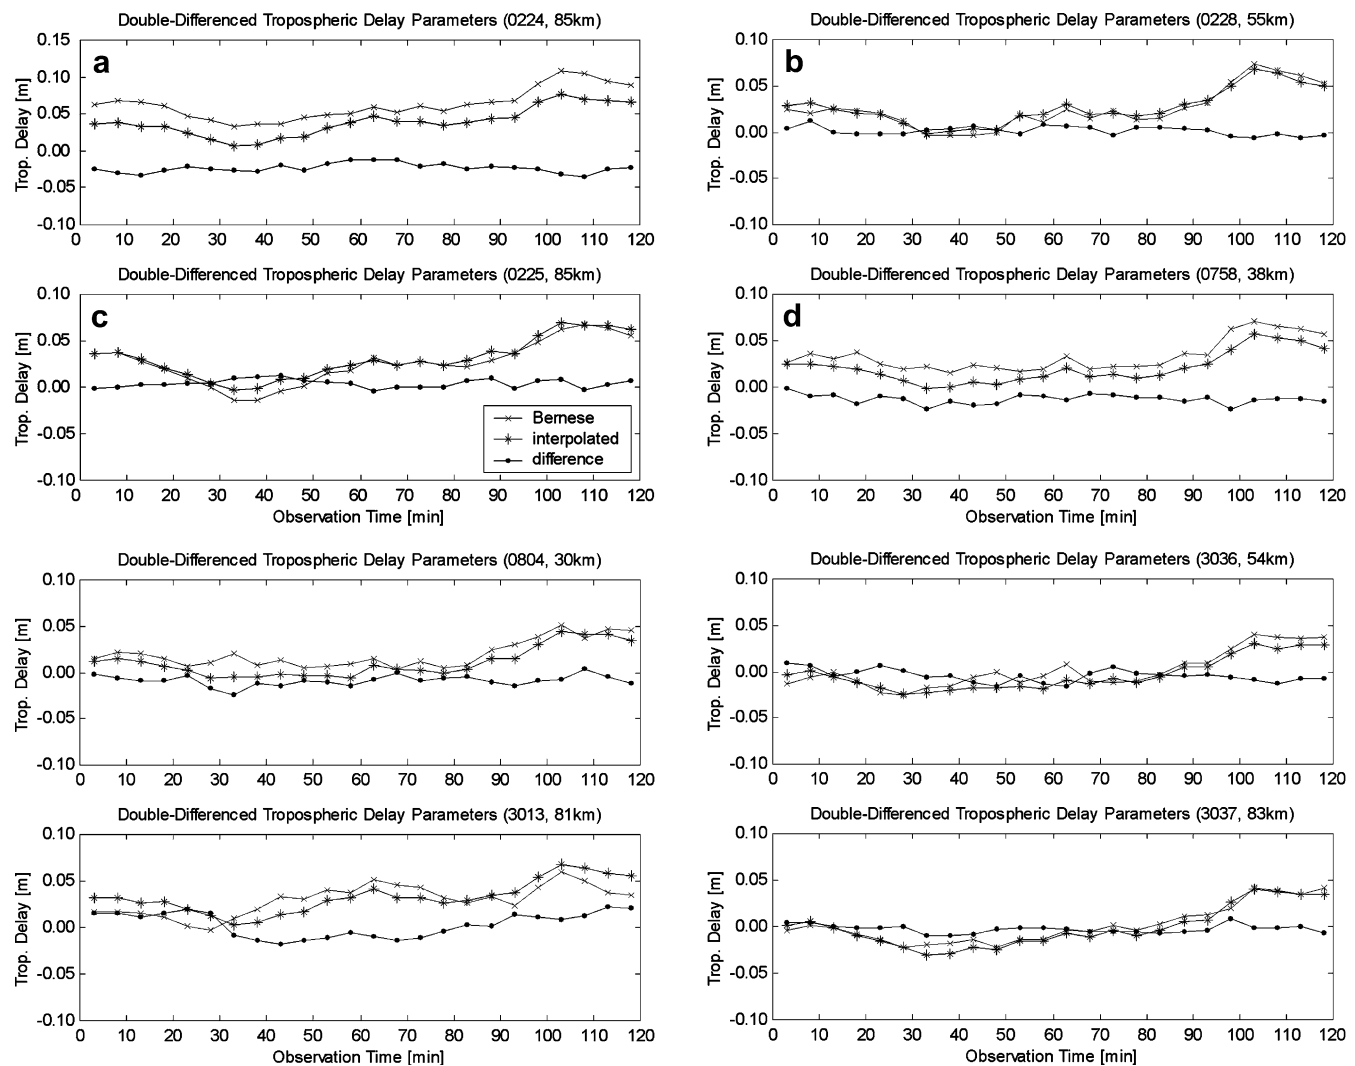 Double-Differenced Tropospheric Delay Parameters (0224, 85km)
a
Trop. Delay [m]
0.15
0.10
0.05
0.00
-0.05
-0.10
0 10 20 30 40 50 60 70 80 90 100 110 120
Double-Differenced Tropospheric Delay Parameters (0228, 55km)
b
Trop. Delay [m]
0.10
0.05
0.00
-0.05
-0.10
0 10 20 30 40 50 60 70 80 90 100 110 120
Double-Differenced Tropospheric Delay Parameters (0225, 85km)
c
Trop. Delay [m]
0.10
0.05
0.00
-0.05
-0.10
Bernese
interpolated
difference
0 10 20 30 40 50 60 70 80 90 100 110 120
Observation Time [min]
Double-Differenced Tropospheric Delay Parameters (0758, 38km)
d
Trop. Delay [m]
0.10
0.05
0.00
-0.05
-0.10
0 10 20 30 40 50 60 70 80 90 100 110 120
Observation Time [min]
Double-Differenced Tropospheric Delay Parameters (0804, 30km)
Trop. Delay [m]
0.10
0.05
0.00
-0.05
-0.10
0 10 20 30 40 50 60 70 80 90 100 110 120
Double-Differenced Tropospheric Delay Parameters (3036, 54km)
Trop. Delay [m]
0.10
0.05
0.00
-0.05
-0.10
0 10 20 30 40 50 60 70 80 90 100 110 120
Double-Differenced Tropospheric Delay Parameters (3013, 81km)
Trop. Delay [m]
0.10
0.05
0.00
-0.05
-0.10
0 10 20 30 40 50 60 70 80 90 100 110 120
Observation Time [min]
Double-Differenced Tropospheric Delay Parameters (3037, 83km)
Trop. Delay [m]
0.10
0.05
0.00
-0.05
-0.10
0 10 20 30 40 50 60 70 80 90 100 110 120
Observation Time [min]